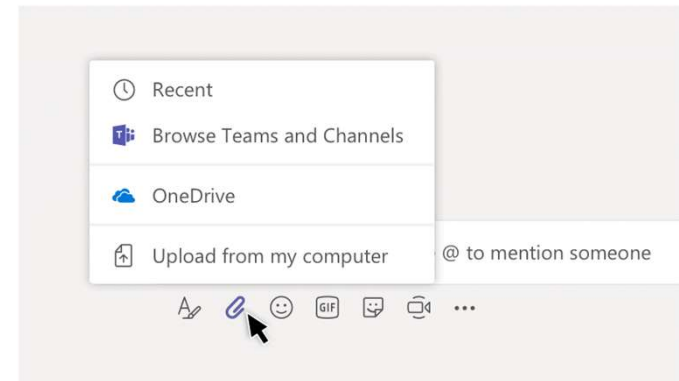 Recent
Browse Teams and Channels
OneDrive
Upload from my computer
@ to mention someone
GIF